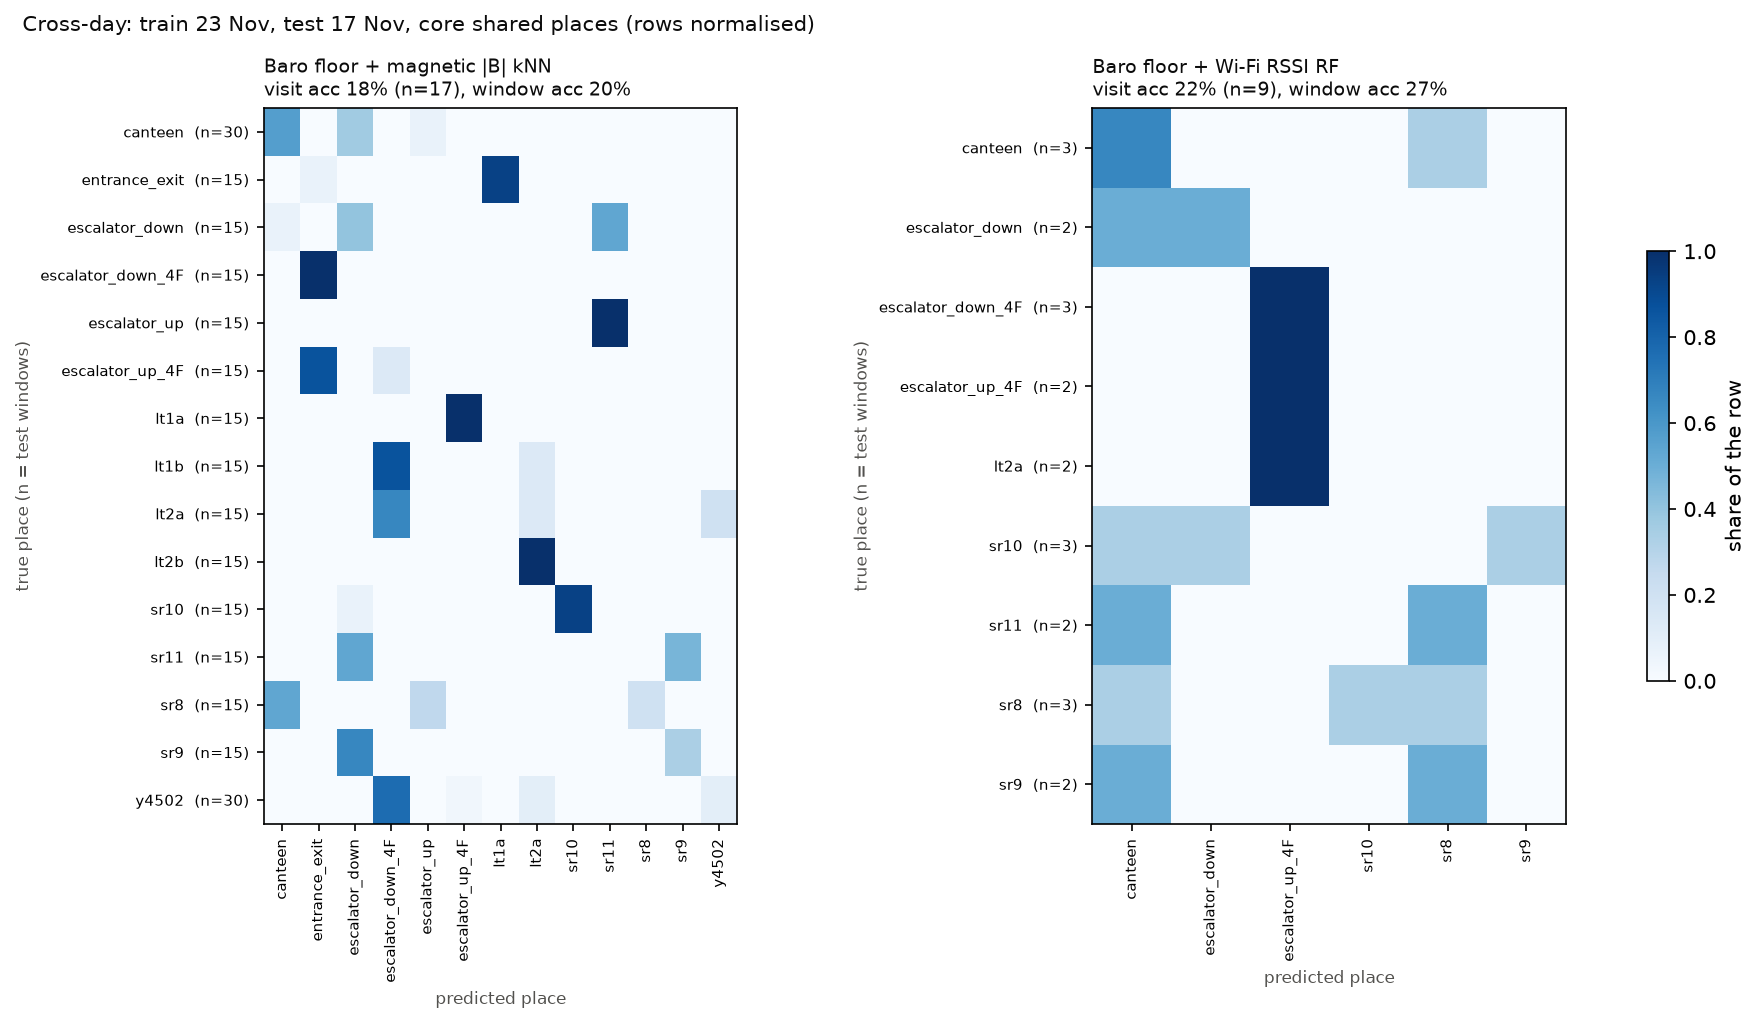 Cross-day: train 23 Nov, test 17 Nov, core shared places (rows normalised)
Baro floor + magnetic |B| kNN
visit acc 18% (n=17), window acc 20%
true place (n = test windows)
canteen (n=30)
entrance_exit (n=15)
escalator_down (n=15)
escalator_down_4F (n=15)
escalator_up (n=15)
escalator_up_4F (n=15)
lt1a (n=15)
lt1b (n=15)
lt2a (n=15)
lt2b (n=15)
sr10 (n=15)
sr11 (n=15)
sr8 (n=15)
sr9 (n=15)
y4502 (n=30)
canteen
entrance_exit
escalator_down
escalator_down_4F
escalator_up
escalator_up_4F
lt1a
lt2a
sr10
sr11
sr8
sr9
y4502
predicted place
Baro floor + Wi-Fi RSSI RF
visit acc 22% (n=9), window acc 27%
true place (n = test windows)
canteen (n=3)
escalator_down (n=2)
escalator_down_4F (n=3)
escalator_up_4F (n=2)
lt2a (n=2)
sr10 (n=3)
sr11 (n=2)
sr8 (n=3)
sr9 (n=2)
canteen
escalator_down
escalator_up_4F
sr10
sr8
sr9
predicted place
1.0
0.8
0.6
0.4
0.2
0.0
share of the row